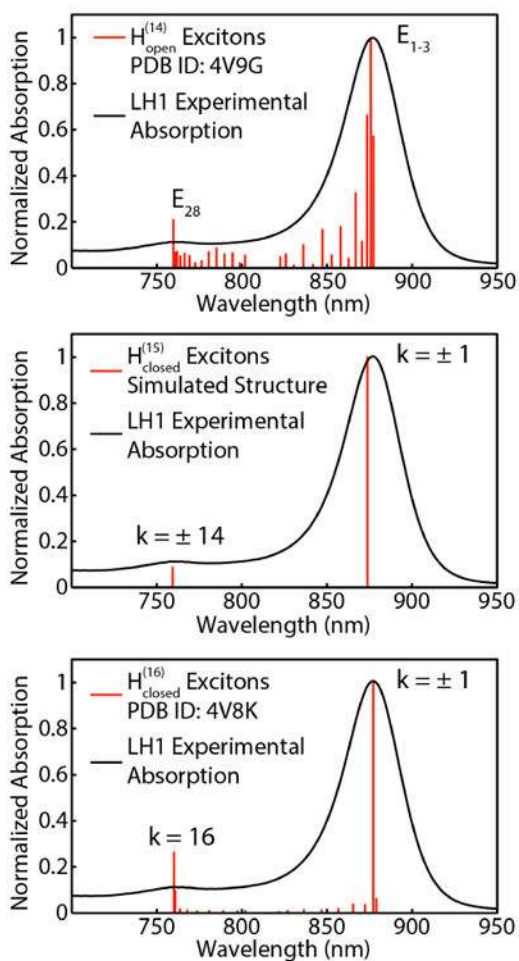 Normalized Absorption
1
0.8
0.6
0.4
0.2
0
H(14)open Excitons
PDB ID: 4V9G
LH1 Experimental
Absorption
E1-3
E28
700 750 800 850 900 950
Wavelength (nm)
Normalized Absorption
1
0.8
0.6
0.4
0.2
0
H(15)closed Excitons
Simulated Structure
LH1 Experimental
Absorption
k = ± 1
k = ± 14
700 750 800 850 900 950
Wavelength (nm)
Normalized Absorption
1
0.8
0.6
0.4
0.2
0
H(16)closed Excitons
PDB ID: 4V8K
LH1 Experimental
Absorption
k = ± 1
k = 16
700 750 800 850 900 950
Wavelength (nm)